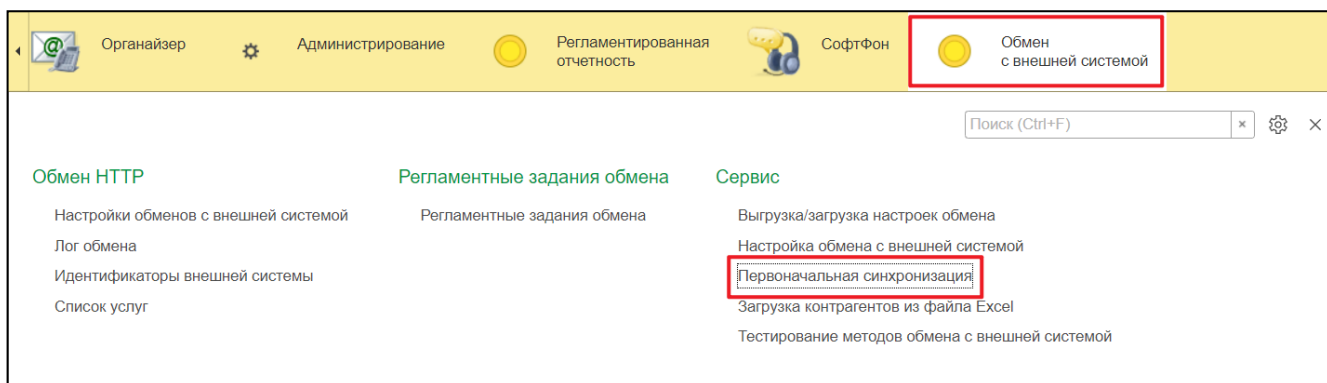 Органайзер
Администрирование
Регламентированная
отчетность
СофтФон
Обмен
с внешней системой
Поиск (Ctrl+F)
Обмен HTTP
Настройки обменов с внешней системой
Лог обмена
Идентификаторы внешней системы
Список услуг
Регламентные задания обмена
Регламентные задания обмена
Сервис
Выгрузка/загрузка настроек обмена
Настройка обмена с внешней системой
Первоначальная синхронизация
Загрузка контрагентов из файла Excel
Тестирование методов обмена с внешней системой